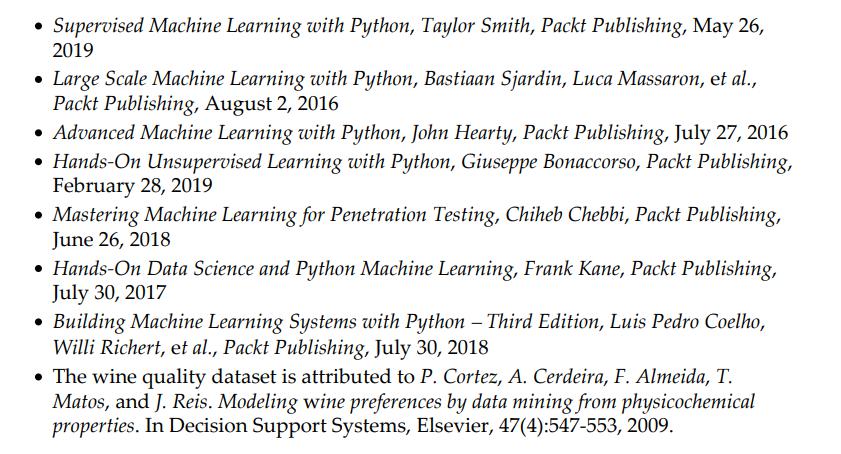 • Supervised Machine Learning with Python, Taylor Smith, Packt Publishing, May 26,
2019
• Large Scale Machine Learning with Python, Bastiaan Sjardin, Luca Massaron, et al.,
Packt Publishing, August 2, 2016
• Advanced Machine Learning with Python, John Hearty, Packt Publishing, July 27, 2016
• Hands-On Unsupervised Learning with Python, Giuseppe Bonaccorso, Packt Publishing,
February 28, 2019
• Mastering Machine Learning for Penetration Testing, Chiheb Chebbi, Packt Publishing,
June 26, 2018
• Hands-On Data Science and Python Machine Learning, Frank Kane, Packt Publishing,
July 30, 2017
• Building Machine Learning Systems with Python – Third Edition, Luis Pedro Coelho,
Willi Richert, et al., Packt Publishing, July 30, 2018
• The wine quality dataset is attributed to P. Cortez, A. Cerdeira, F. Almeida, T.
Matos, and J. Reis. Modeling wine preferences by data mining from physicochemical
properties. In Decision Support Systems, Elsevier, 47(4):547-553, 2009.